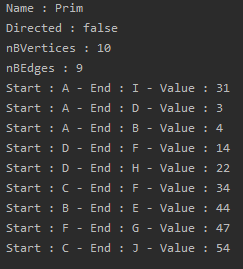 Name : Prim
Directed : false
nBVertices : 10
nBEdges : 9
Start : A - End : I - Value : 31
Start : A - End : D - Value : 3
Start : A - End : B - Value : 4
Start : D - End : F - Value : 14
Start : D - End : H - Value : 22
Start : C - End : F - Value : 34
Start : B - End : E - Value : 44
Start : F - End : G - Value : 47
Start : C - End : J - Value : 54